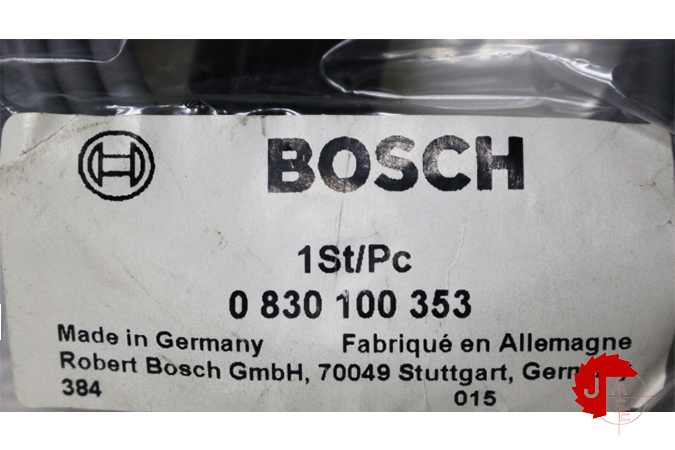 BOSCH
1St/Pc
0 830 100 353
Made in Germany Fabriqué en Allemagne
Robert Bosch GmbH, 70049 Stuttgart, Germany
384 015
J